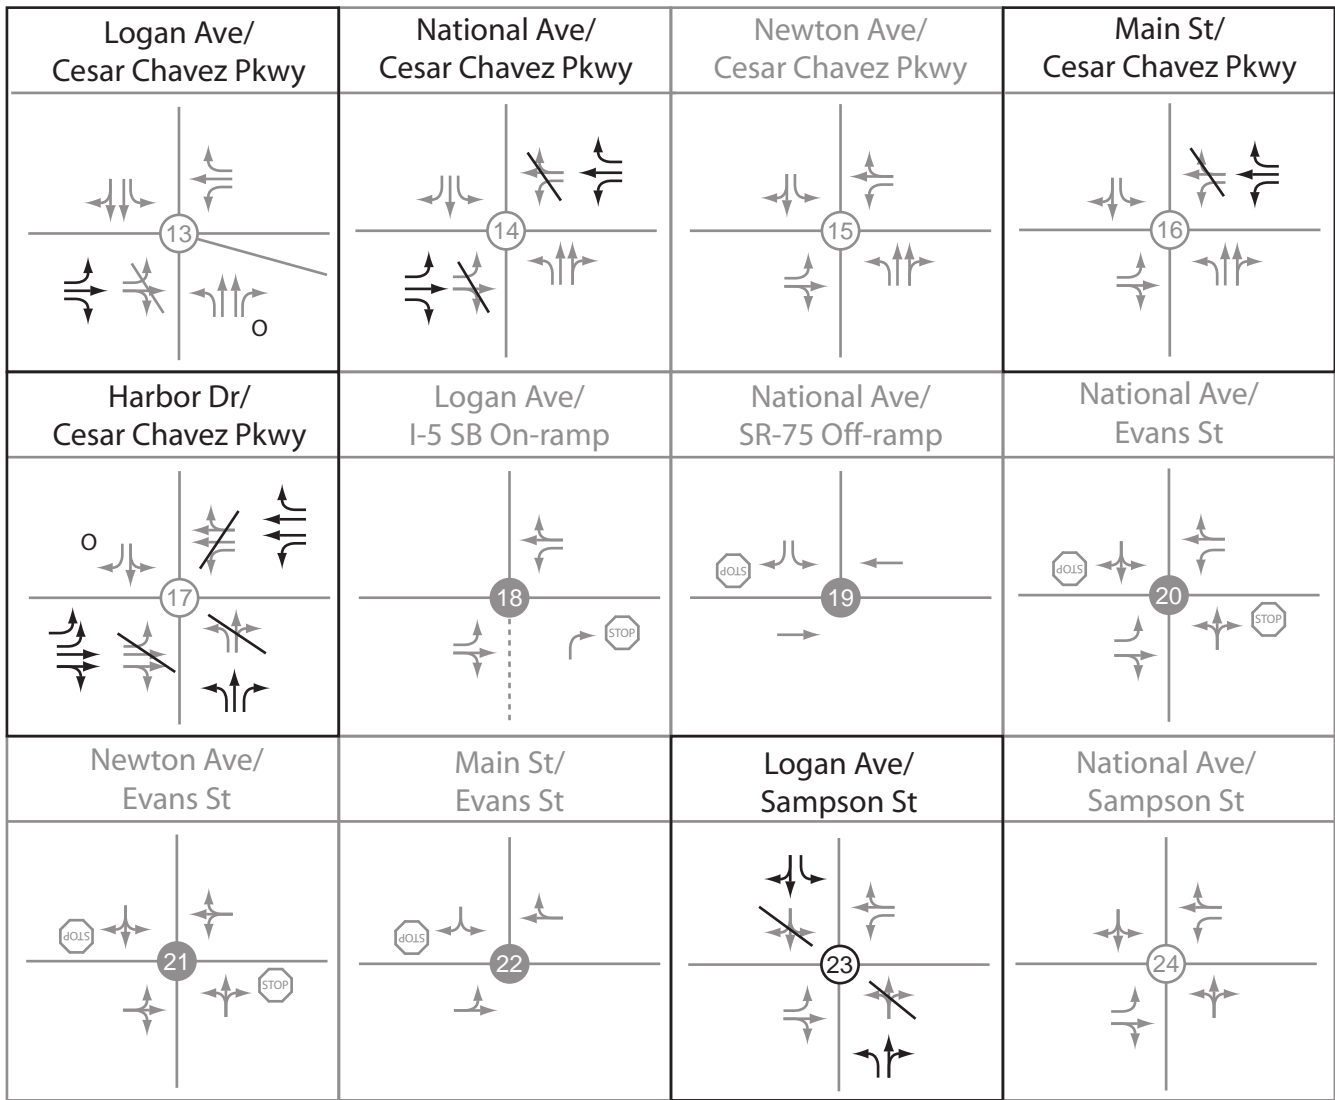 Logan Ave/
Cesar Chavez Pkwy
National Ave/
Cesar Chavez Pkwy
Newton Ave/
Cesar Chavez Pkwy
Main St/
Cesar Chavez Pkwy
13
O
14
15
16
Harbor Dr/
Cesar Chavez Pkwy
Logan Ave/
I-5 SB On-ramp
National Ave/
SR-75 Off-ramp
National Ave/
Evans St
O
17
18
STOP
STOP
19
STOP
20
STOP
Newton Ave/
Evans St
Main St/
Evans St
Logan Ave/
Sampson St
National Ave/
Sampson St
STOP
21
STOP
STOP
22
23
24